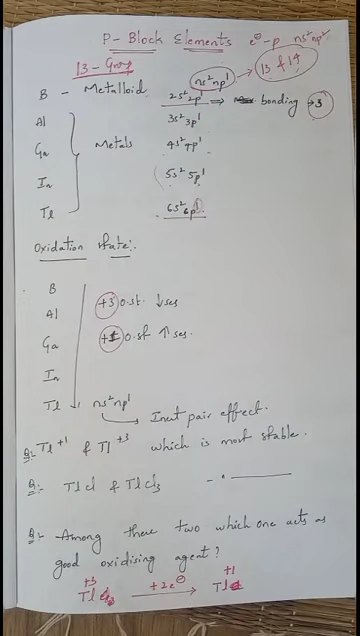 P-Block Elements e⊖-p ns²np²
13-Group ns²np¹ → 13 & 14
B - Metalloid 2s²2p¹ ⇒ bonding → 3
Al 3s²3p¹
Ga Metals 4s²4p¹
In 5s²5p¹
Tl 6s²6p¹
Oxidation state:
B
Al +3 o.st. ↓ses
Ga +1 o.st ↑ses.
In
Tl ns²np¹
→ Inert pair effect.
Q:- Tl⁺¹ & Tl⁺³ which is most stable.
Q:- TlCl & TlCl₃ - " ———
Q:- Among these two which one acts as
good oxidising agent?
+3 +2e⊖ +1
Tl → Tl